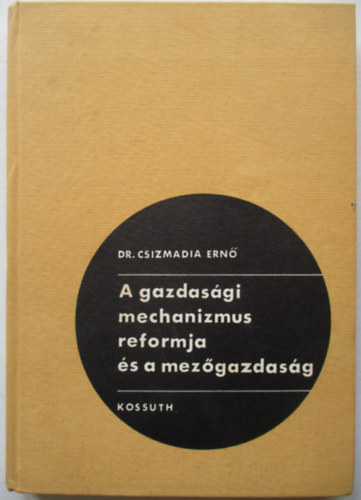 DR. CSIZMADIA ERNŐ
A gazdasági
mechanizmus
reformja
és a mezőgazdaság
KOSSUTH